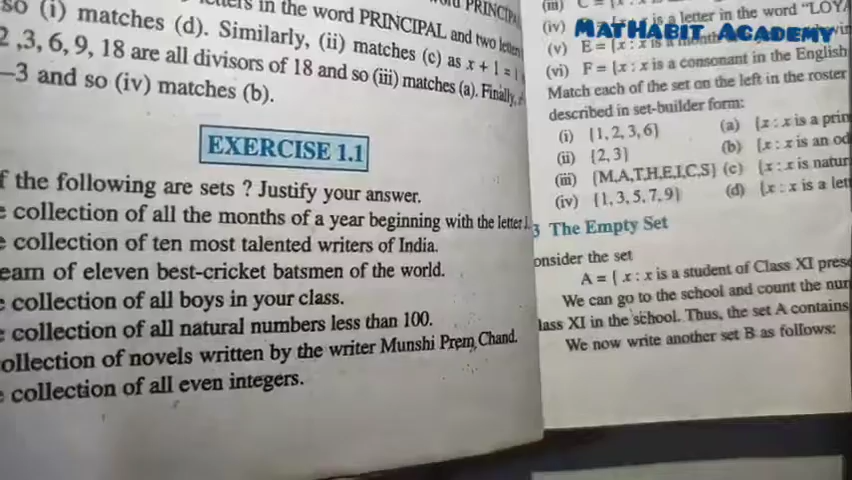 so (i) matches (d). Similarly, (ii) matches (c) as x + 1 = 1
2 ,3, 6, 9, 18 are all divisors of 18 and so (iii) matches (a). Finally,
–3 and so (iv) matches (b).
in the word PRINCIPAL and two
EXERCISE 1.1
f the following are sets ? Justify your answer.
collection of all the months of a year beginning with the letter J.
collection of ten most talented writers of India.
eam of eleven best-cricket batsmen of the world.
collection of all boys in your class.
collection of all natural numbers less than 100.
ollection of novels written by the writer Munshi Prem Chand.
collection of all even integers.
MATHABIT ACADEMY
(iii)
(iv) is a letter in the word "LOYA
(v) E = {x : x is a month
(vi) F = {x : x is a consonant in the English
Match each of the set on the left in the roster
described in set-builder form:
(i) {1, 2, 3, 6} (a) {x : x is a prin
(ii) {2, 3} (b) {x : x is an od
(iii) {M,A,T,H,E,I,C,S} (c) {x : x is natur
(iv) {1, 3, 5, 7, 9} (d) {x : x is a lett
3 The Empty Set
onsider the set
A = { x : x is a student of Class XI prese
We can go to the school and count the nur
lass XI in the school. Thus, the set A contains
We now write another set B as follows: